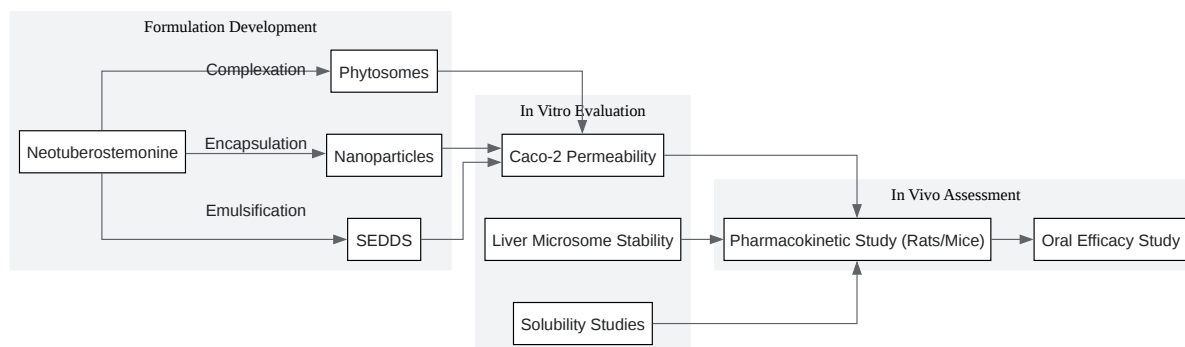 Formulation Development
Complexation
Phytosomes
Neotuberostemonine
Encapsulation
Nanoparticles
Emulsification
SEDDS
In Vitro Evaluation
Caco-2 Permeability
Liver Microsome Stability
Solubility Studies
In Vivo Assessment
Pharmacokinetic Study (Rats/Mice)
Oral Efficacy Study